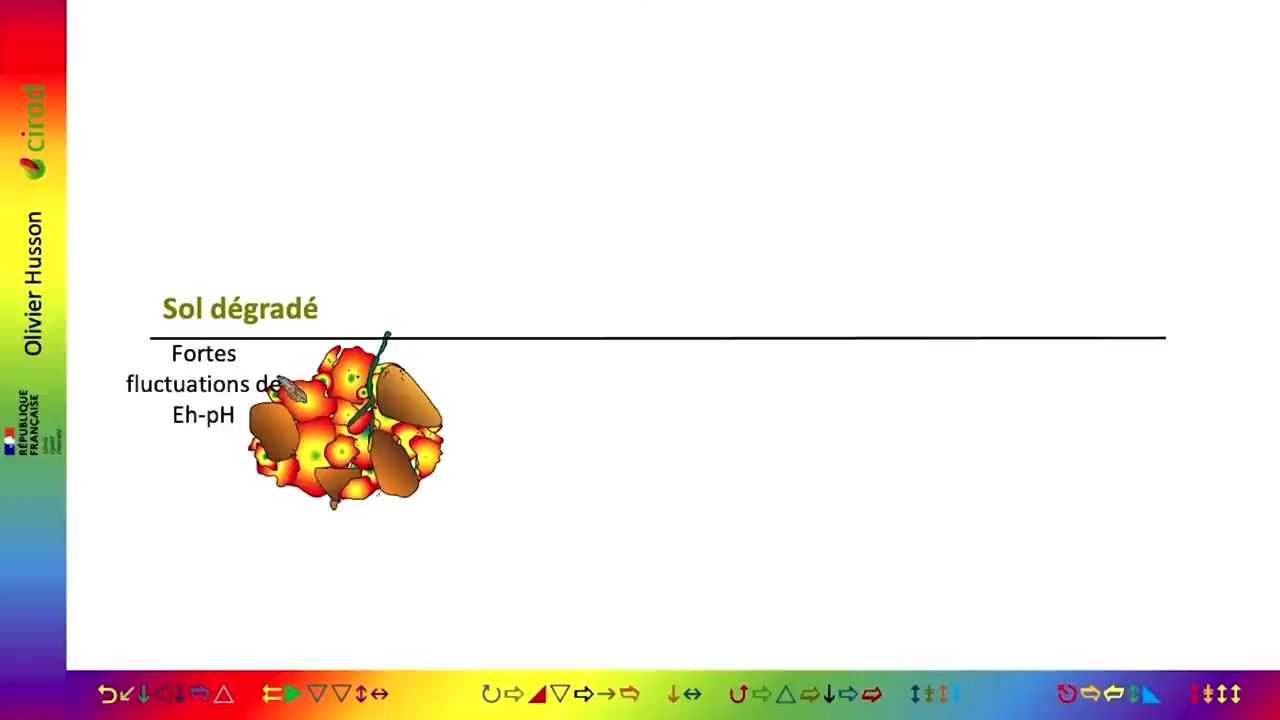 cirad
Olivier Husson
RÉPUBLIQUE
FRANÇAISE
Sol dégradé
Fortes
fluctuations de
Eh-pH